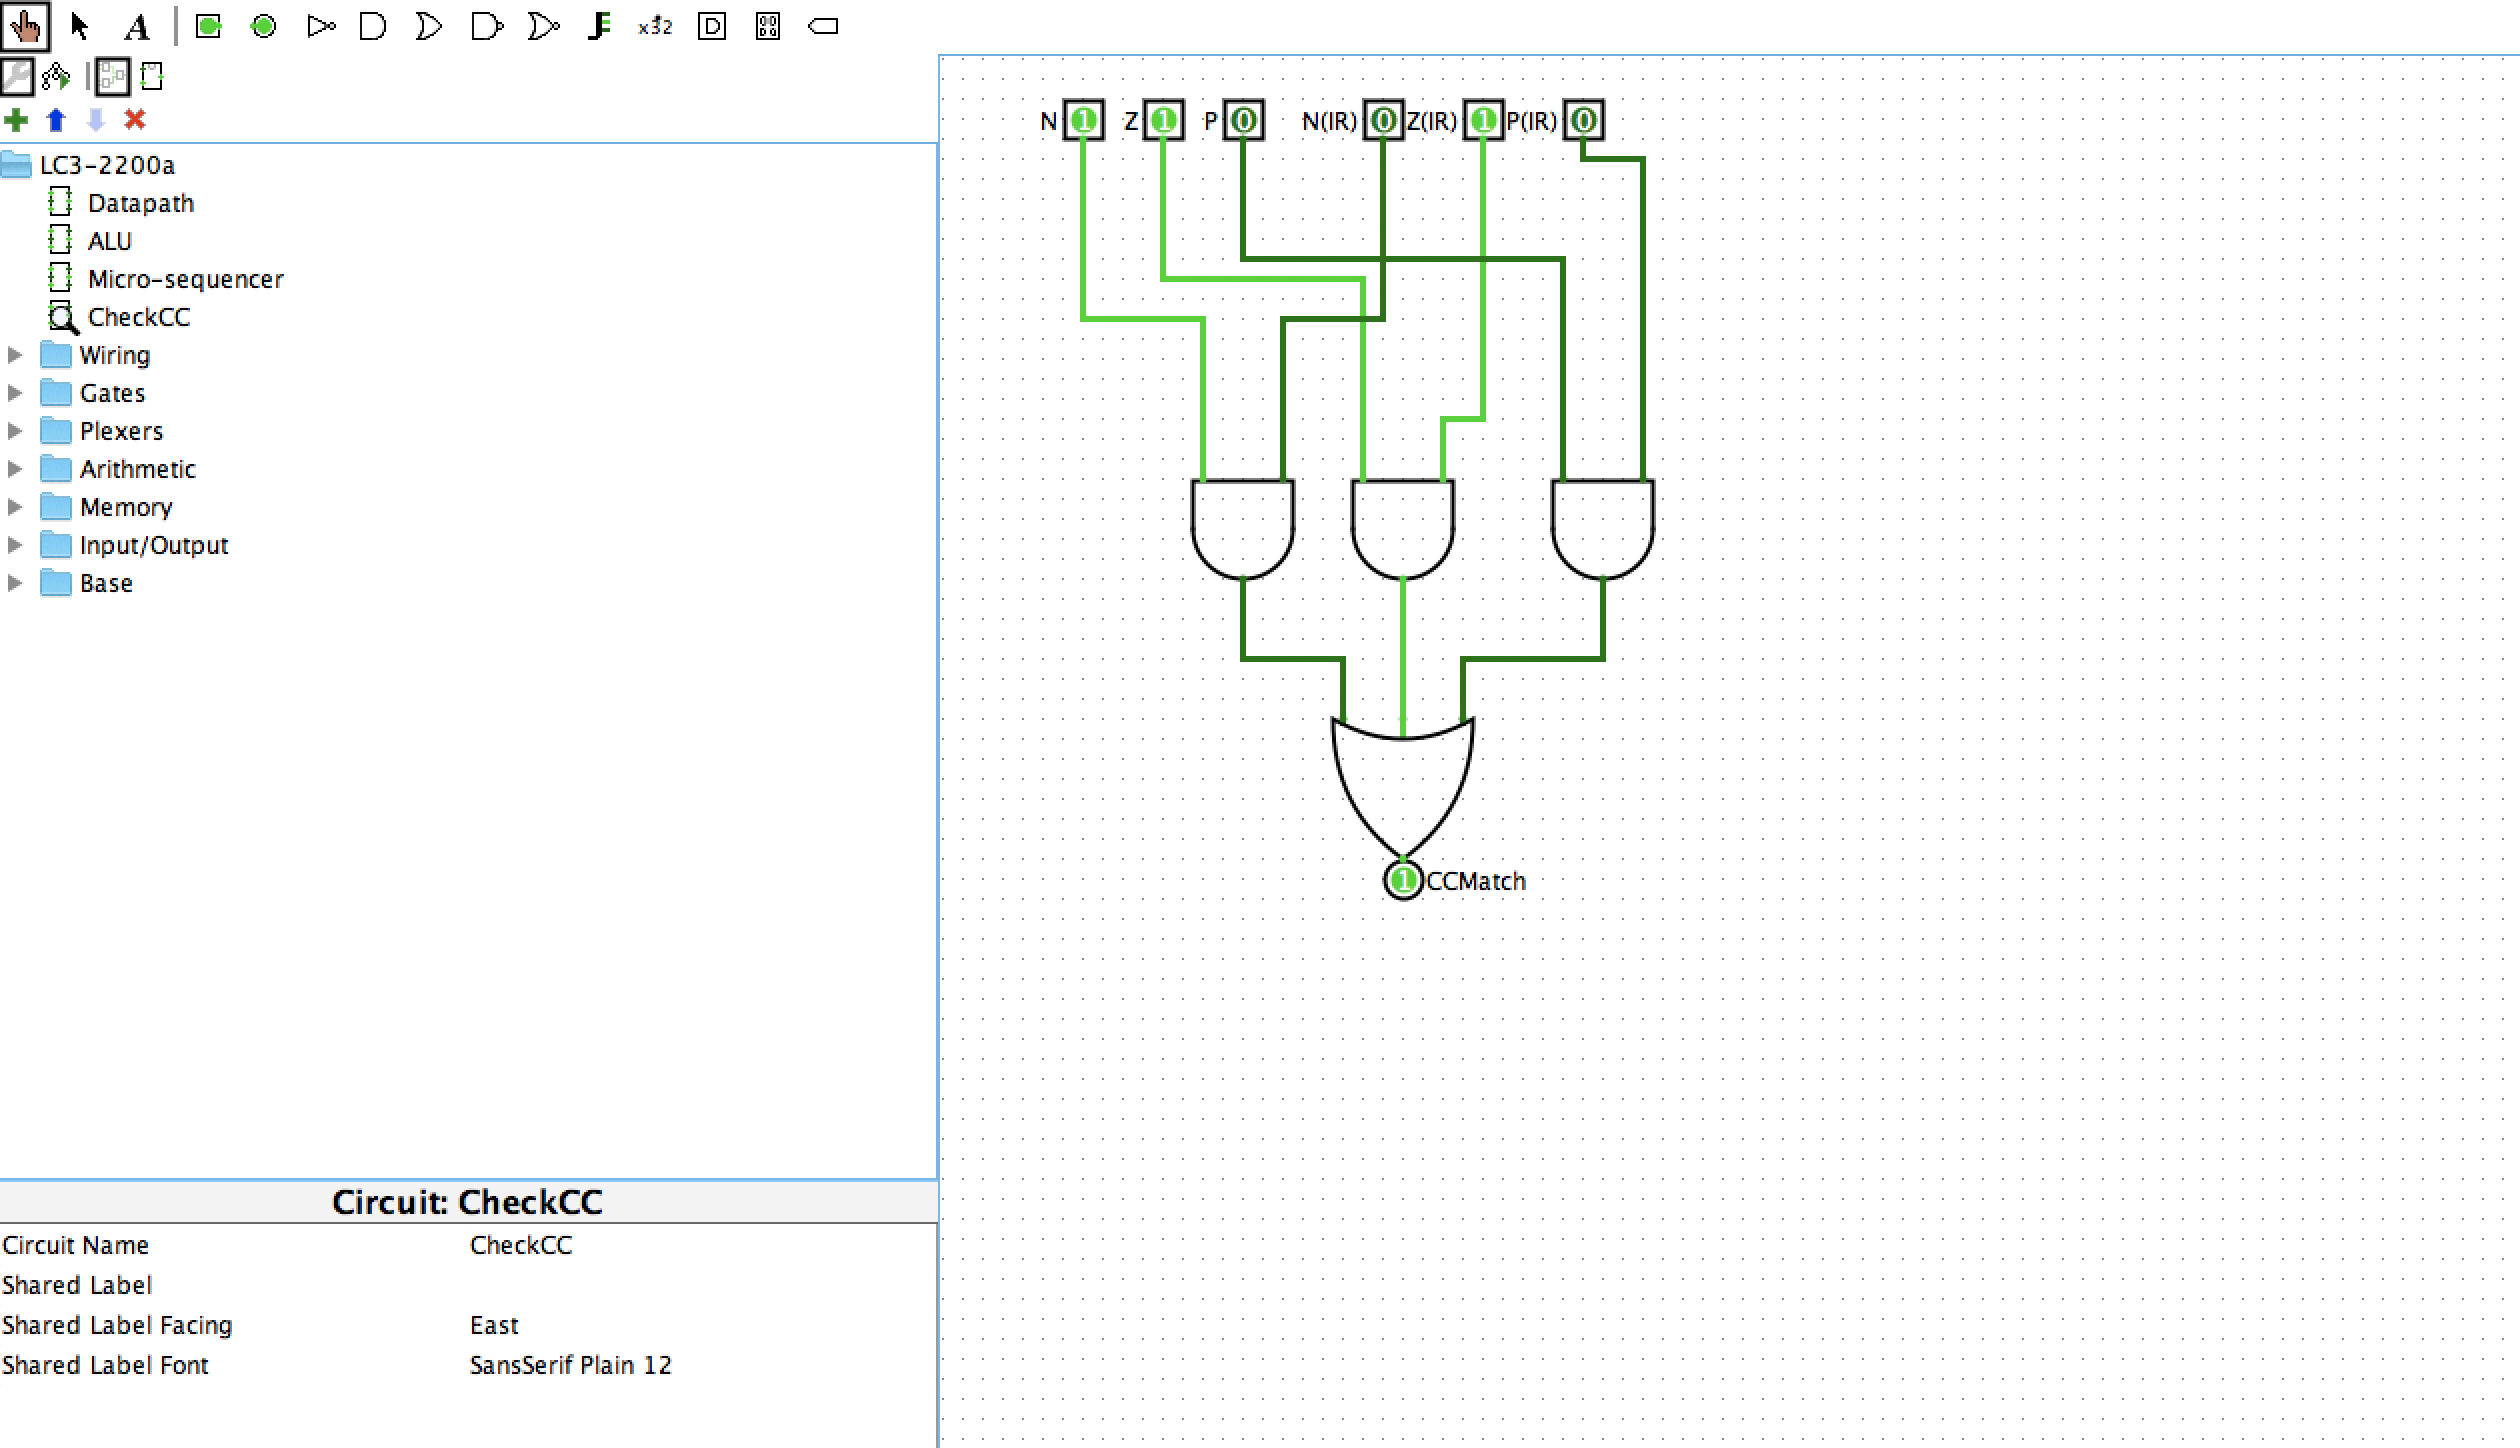 A x32 D
N 1 Z 1 P 0 N(IR) 0 Z(IR) 1 P(IR) 0
LC3-2200a
Datapath
ALU
Micro-sequencer
CheckCC
Wiring
Gates
Plexers
Arithmetic
Memory
Input/Output
Base
1 CCMatch
Circuit: CheckCC
Circuit Name CheckCC
Shared Label
Shared Label Facing East
Shared Label Font SansSerif Plain 12